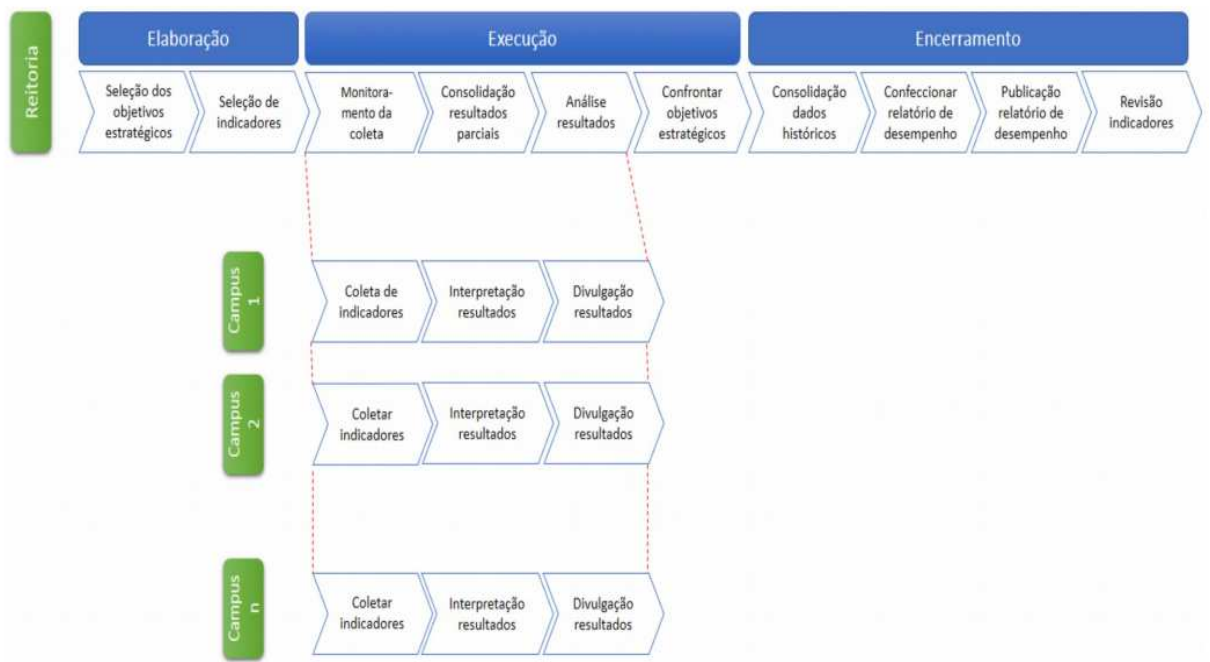 Reitoria
Elaboração
Execução
Encerramento
Seleção dos
objetivos
estratégicos
Seleção de
indicadores
Monitora-
mento da
coleta
Consolidação
resultados
parciais
Análise
resultados
Confrontar
objetivos
estratégicos
Consolidação
dados
históricos
Confeccionar
relatório de
desempenho
Publicação
relatório de
desempenho
Revisão
indicadores
Campus
1
Coleta de
indicadores
Interpretação
resultados
Divulgação
resultados
Campus
2
Coletar
indicadores
Interpretação
resultados
Divulgação
resultados
Campus
n
Coletar
indicadores
Interpretação
resultados
Divulgação
resultados